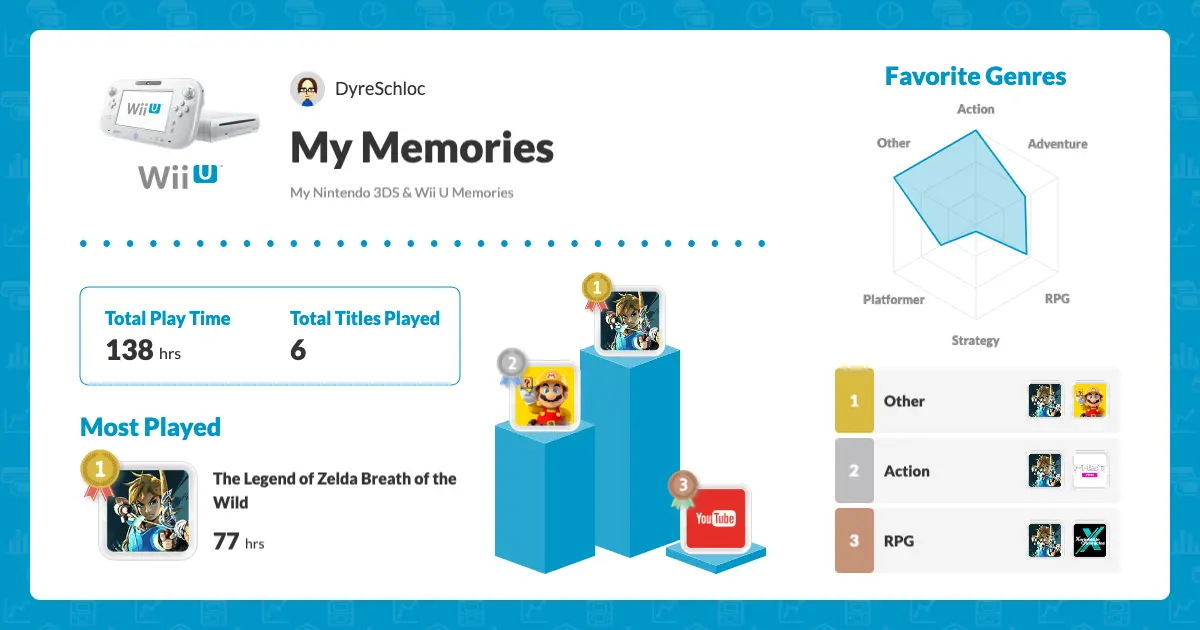 Wii U
DyreSchloc
My Memories
Wii U
My Nintendo 3DS & Wii U Memories
Total Play Time
Total Titles Played
138 hrs
6
Most Played
1
The Legend of Zelda Breath of the
Wild
77 hrs
1
2
3
YouTube
Favorite Genres
Action
Other
Adventure
Platformer
RPG
Strategy
1
Other
2
Action
3
RPG